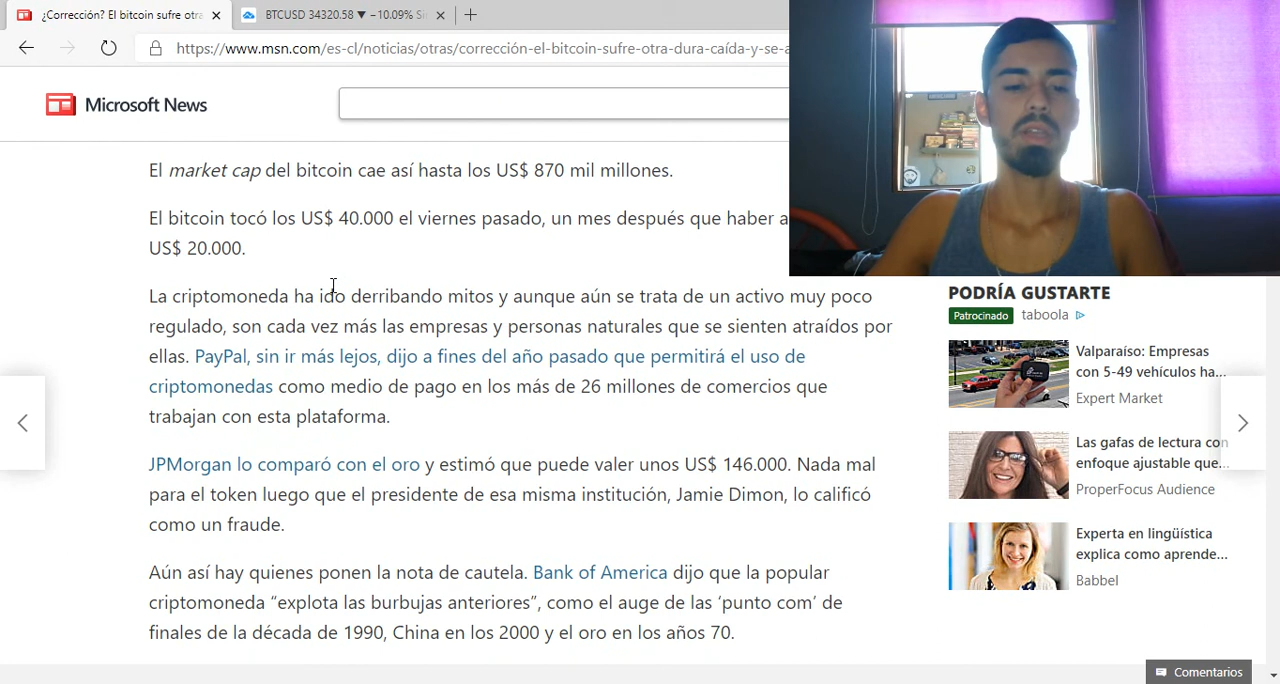 ¿Corrección? El bitcoin sufre otra
BTCUSD 34320.58 ▼ −10.09% Si
https://www.msn.com/es-cl/noticias/otras/corrección-el-bitcoin-sufre-otra-dura-caída-y-se-a
Microsoft News
El market cap del bitcoin cae así hasta los US$ 870 mil millones.
El bitcoin tocó los US$ 40.000 el viernes pasado, un mes después que haber a
US$ 20.000.
La criptomoneda ha ido derribando mitos y aunque aún se trata de un activo muy poco
regulado, son cada vez más las empresas y personas naturales que se sienten atraídos por
ellas. PayPal, sin ir más lejos, dijo a fines del año pasado que permitirá el uso de
criptomonedas como medio de pago en los más de 26 millones de comercios que
trabajan con esta plataforma.
JPMorgan lo comparó con el oro y estimó que puede valer unos US$ 146.000. Nada mal
para el token luego que el presidente de esa misma institución, Jamie Dimon, lo calificó
como un fraude.
Aún así hay quienes ponen la nota de cautela. Bank of America dijo que la popular
criptomoneda “explota las burbujas anteriores”, como el auge de las ‘punto com’ de
finales de la década de 1990, China en los 2000 y el oro en los años 70.
PODRÍA GUSTARTE
Patrocinado taboola
Valparaíso: Empresas
con 5-49 vehículos ha...
Expert Market
Las gafas de lectura con
enfoque ajustable que...
ProperFocus Audience
Experta en lingüística
explica como aprende...
Babbel
Comentarios